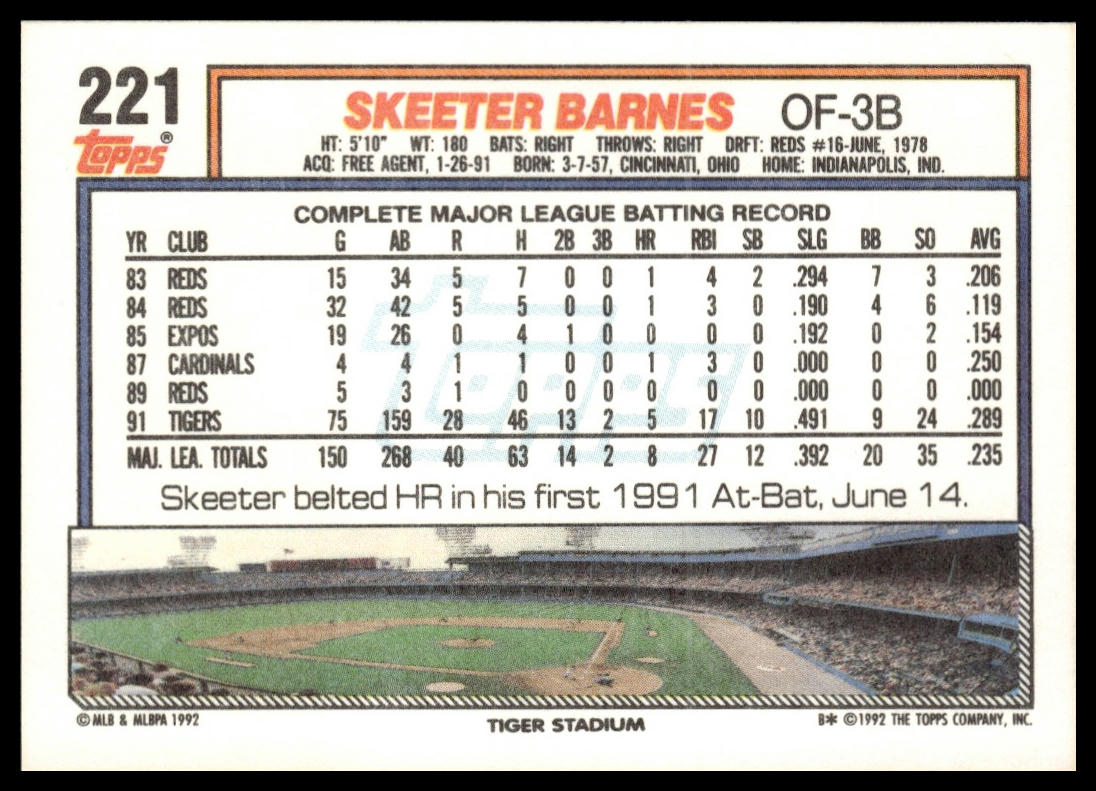 221
Topps®
SKEETER BARNES OF-3B
HT: 5'10" WT: 180 BATS: RIGHT THROWS: RIGHT DRFT: REDS #16-JUNE, 1978
ACQ: FREE AGENT, 1-26-91 BORN: 3-7-57, CINCINNATI, OHIO HOME: INDIANAPOLIS, IND.
COMPLETE MAJOR LEAGUE BATTING RECORD
YR CLUB G AB R H 2B 3B HR RBI SB SLG BB SO AVG
83 REDS 15 34 5 7 0 0 1 4 2 .294 7 3 .206
84 REDS 32 42 5 5 0 0 1 3 0 .190 4 6 .119
85 EXPOS 19 26 0 4 1 0 0 0 0 .192 0 2 .154
87 CARDINALS 4 4 1 1 0 0 1 3 0 .000 0 0 .250
89 REDS 5 3 1 0 0 0 0 0 0 .000 0 0 .000
91 TIGERS 75 159 28 46 13 2 5 17 10 .491 9 24 .289
MAJ. LEA. TOTALS 150 268 40 63 14 2 8 27 12 .392 20 35 .235
Topps
Skeeter belted HR in his first 1991 At-Bat, June 14.
© MLB & MLBPA 1992 TIGER STADIUM B* ©1992 THE TOPPS COMPANY, INC.